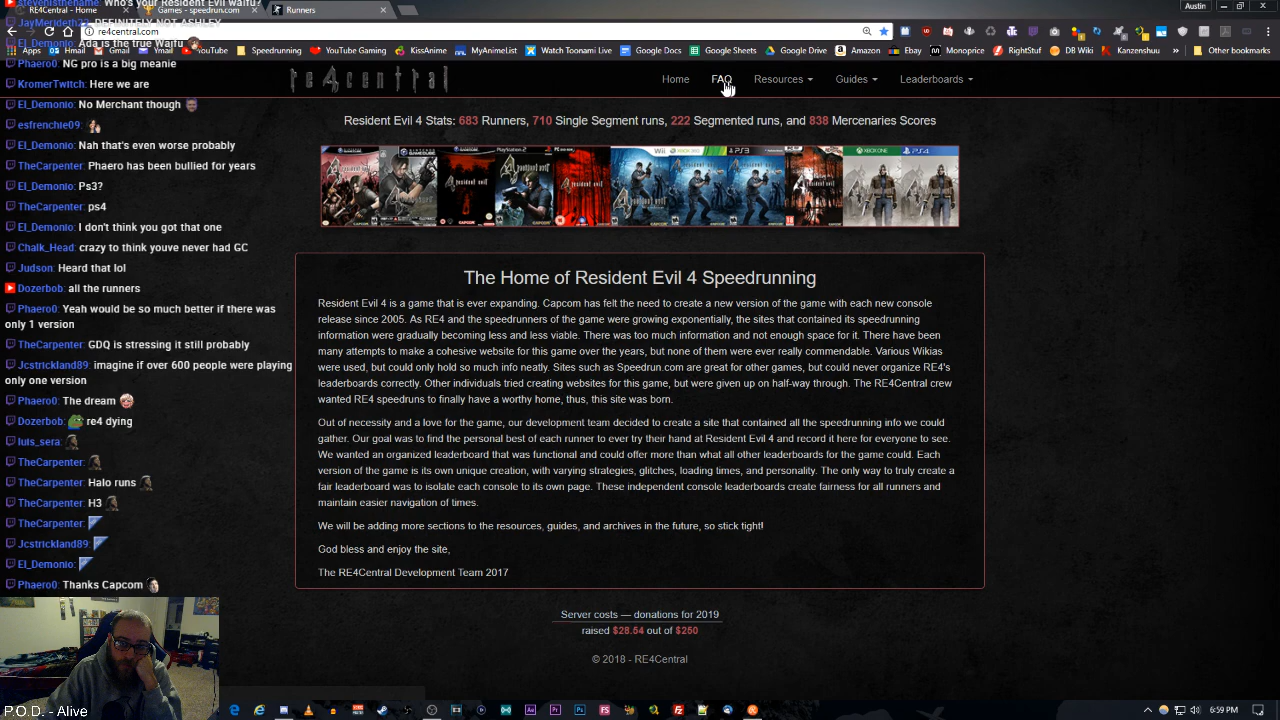 stevenisthename: Who's your Resident Evil waifu?
JayMerideth23: DEFINITELY NOT ASHLEY
El_Demonio: Ada is the true Waifu
Phaero0: NG pro is a big meanie
KromerTwitch: Here we are
El_Demonio: No Merchant though
esfrenchie09:
El_Demonio: Nah that's even worse probably
TheCarpenter: Phaero has been bullied for years
El_Demonio: Ps3?
TheCarpenter: ps4
El_Demonio: I don't think you got that one
Chalk_Head: crazy to think youve never had GC
Judson: Heard that lol
Dozerbob: all the runners
Phaero0: Yeah would be so much better if there was
only 1 version
TheCarpenter: GDQ is stressing it still probably
Jcstrickland89: imagine if over 600 people were playing
only one version
Phaero0: The dream
Dozerbob: re4 dying
luis_sera:
TheCarpenter:
TheCarpenter: Halo runs
TheCarpenter: H3
TheCarpenter:
Jcstrickland89:
El_Demonio:
Phaero0: Thanks Capcom
P.O.D. - Alive
RE4Central - Home
Games - speedrun.com
Runners
Austin
re4central.com
Hbo
Hotmail
Gmail
YouTube
Speedrunning
YouTube Gaming
KissAnime
MyAnimeList
Watch Toonami Live
Google Docs
Google Sheets
Google Drive
Amazon
Ebay
Monoprice
RightStuf
DB Wiki
Kanzenshuu
»
Other bookmarks
re4central
Home
FAQ
Resources
Guides
Leaderboards
Resident Evil 4 Stats: 683 Runners, 710 Single Segment runs, 222 Segmented runs, and 838 Mercenaries Scores
The Home of Resident Evil 4 Speedrunning
Resident Evil 4 is a game that is ever expanding. Capcom has felt the need to create a new version of the game with each new console
release since 2005. As RE4 and the speedrunners of the game were growing exponentially, the sites that contained its speedrunning
information were gradually becoming less and less viable. There was too much information and not enough space for it. There have been
many attempts to make a cohesive website for this game over the years, but none of them were ever really commendable. Various Wikias
were used, but could only hold so much info neatly. Sites such as Speedrun.com are great for other games, but could never organize RE4's
leaderboards correctly. Other individuals tried creating websites for this game, but were given up on half-way through. The RE4Central crew
wanted RE4 speedruns to finally have a worthy home, thus, this site was born.
Out of necessity and a love for the game, our development team decided to create a site that contained all the speedrunning info we could
gather. Our goal was to find the personal best of each runner to ever try their hand at Resident Evil 4 and record it here for everyone to see.
We wanted an organized leaderboard that was functional and could offer more than what all other leaderboards for the game could. Each
version of the game is its own unique creation, with varying strategies, glitches, loading times, and personality. The only way to truly create a
fair leaderboard was to isolate each console to its own page. These independent console leaderboards create fairness for all runners and
maintain easier navigation of times.
We will be adding more sections to the resources, guides, and archives in the future, so stick tight!
God bless and enjoy the site,
The RE4Central Development Team 2017
Server costs — donations for 2019
raised $28.54 out of $250
© 2018 - RE4Central
6:59 PM